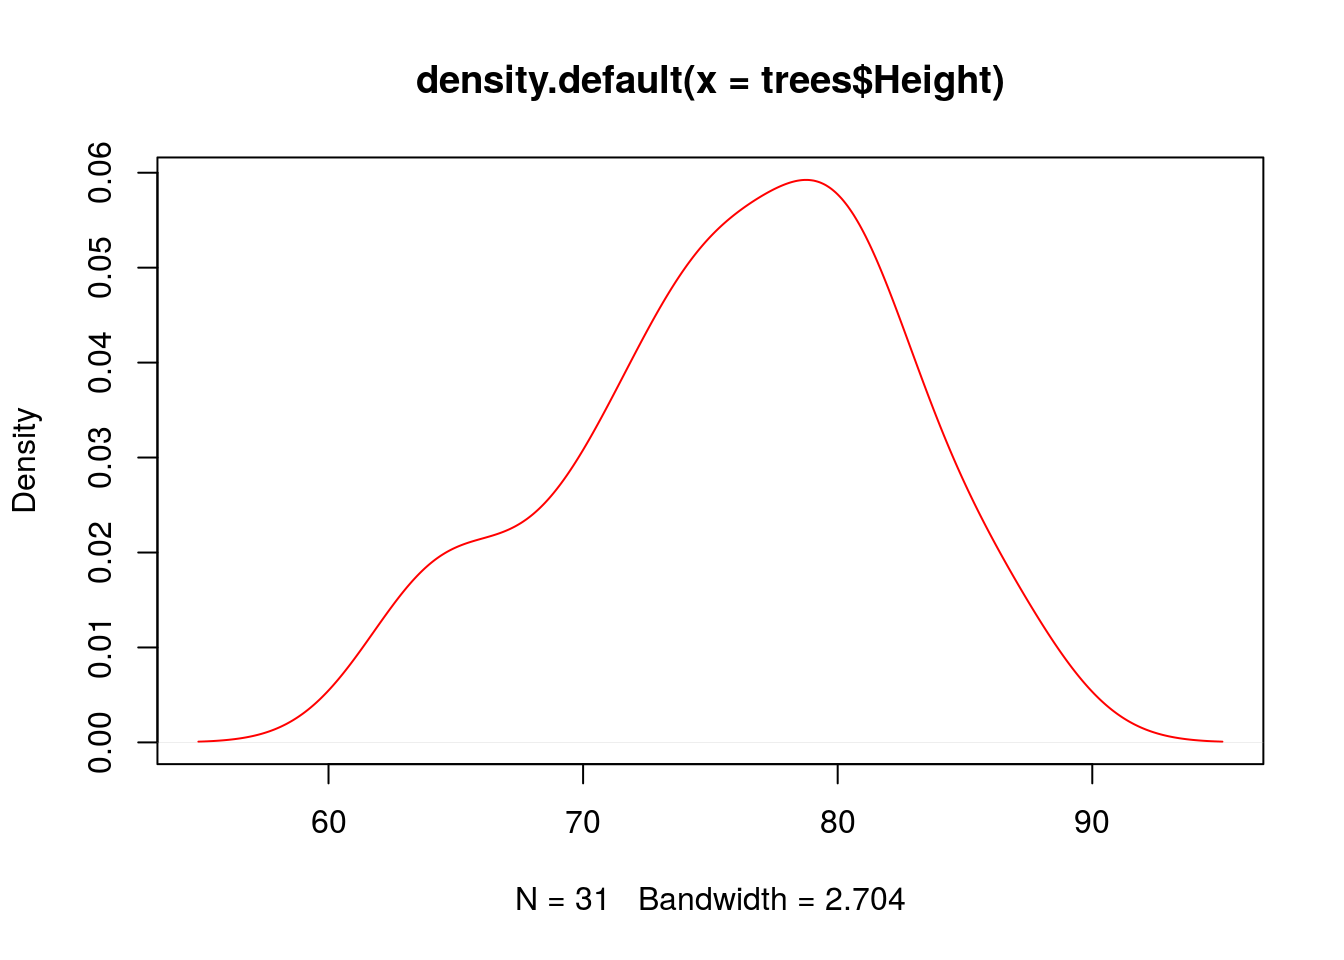 density.default(x = trees$Height)
Density
0.06
0.05
0.04
0.03
0.02
0.01
0.00
60 70 80 90
N = 31 Bandwidth = 2.704